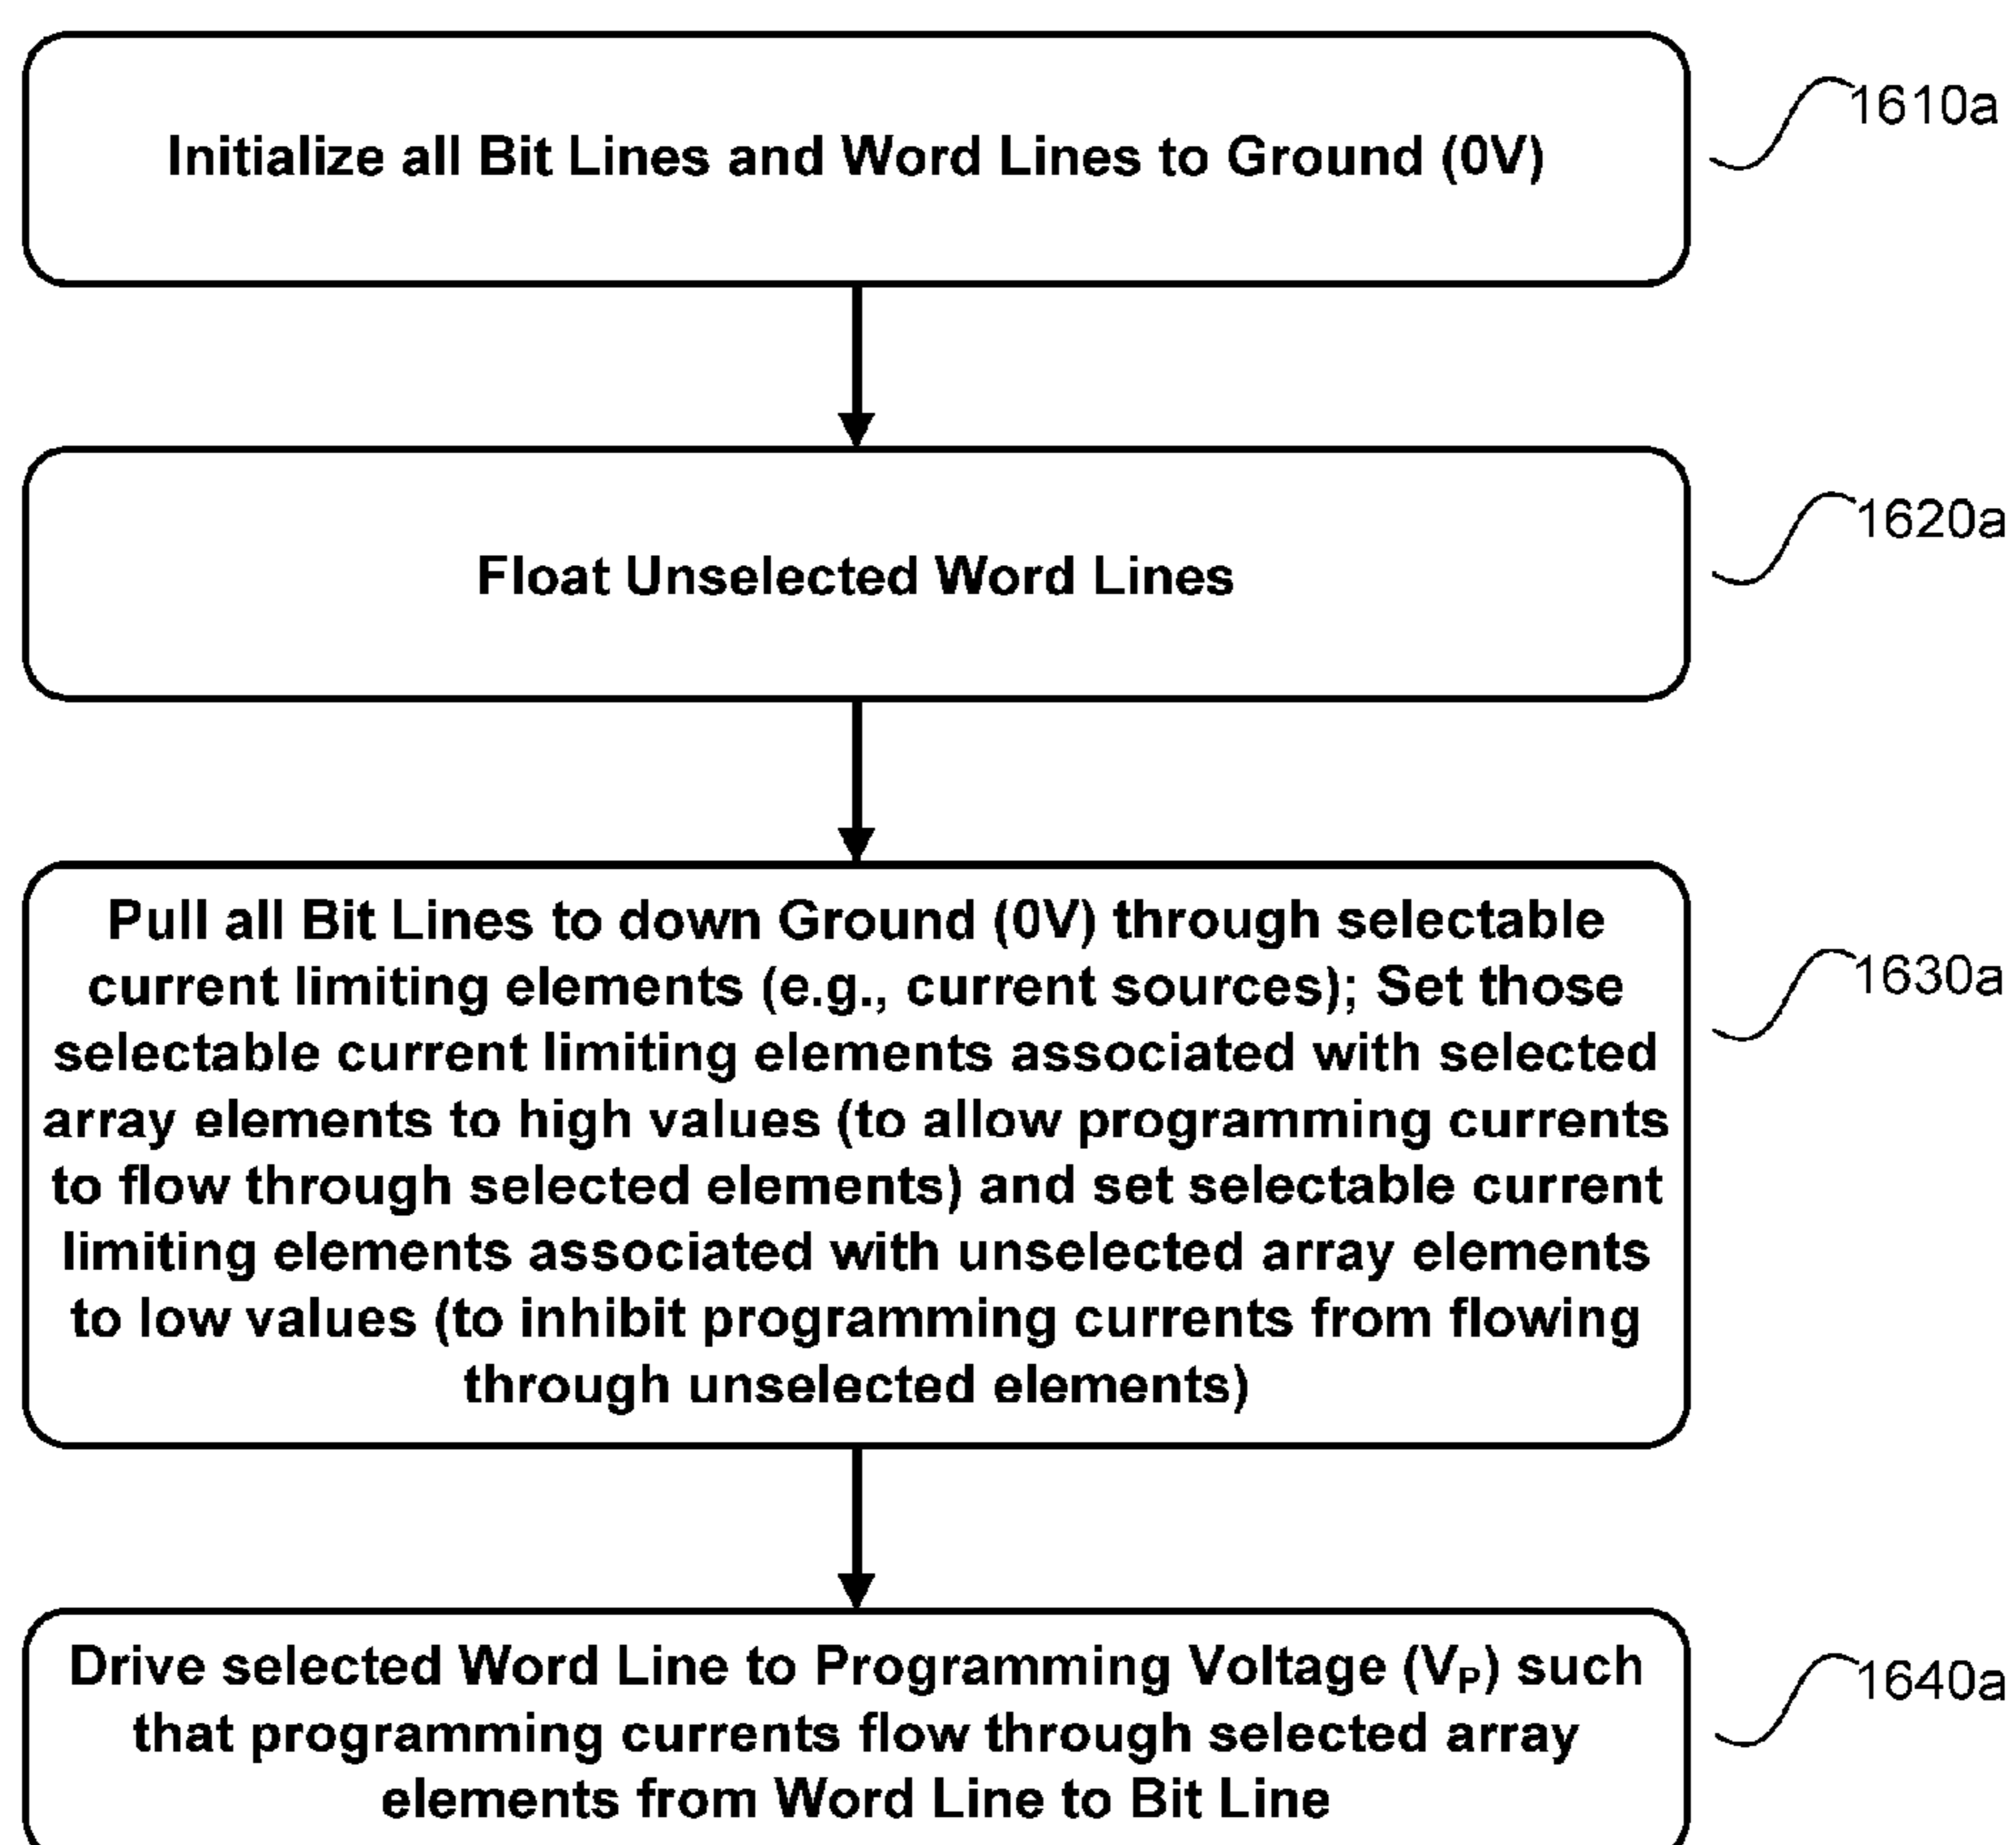 Initialize all Bit Lines and Word Lines to Ground (0V)
1610a
Float Unselected Word Lines
1620a
Pull all Bit Lines to down Ground (0V) through selectable
current limiting elements (e.g., current sources); Set those
selectable current limiting elements associated with selected
array elements to high values (to allow programming currents
to flow through selected elements) and set selectable current
limiting elements associated with unselected array elements
to low values (to inhibit programming currents from flowing
through unselected elements)
1630a
Drive selected Word Line to Programming Voltage (VP) such
that programming currents flow through selected array
elements from Word Line to Bit Line
1640a